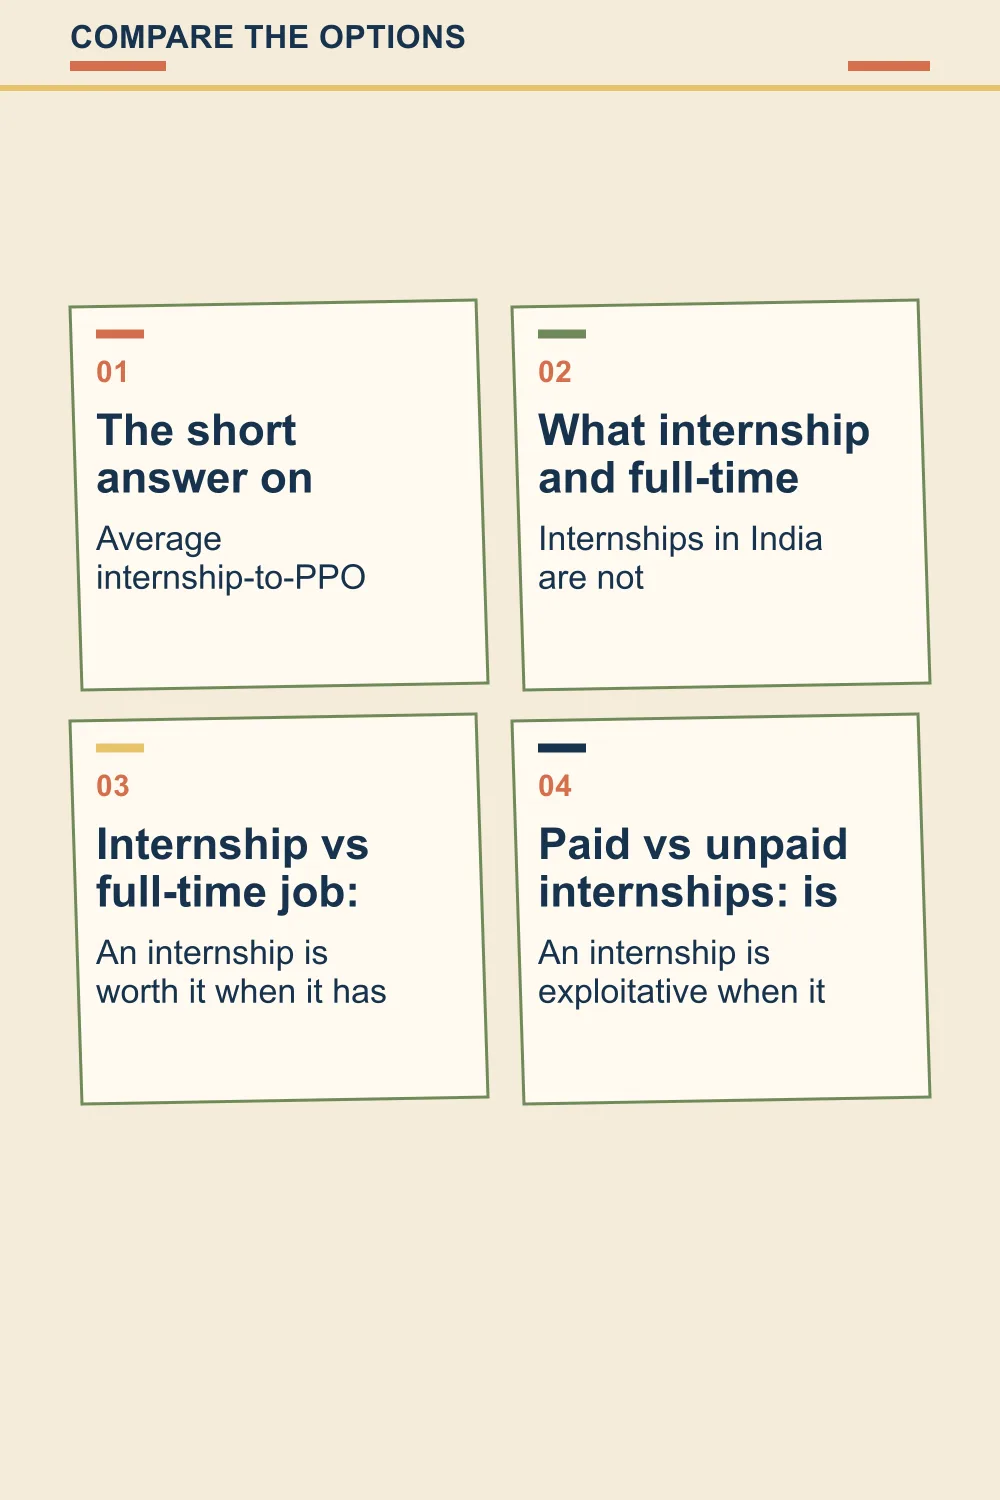 COMPARE THE OPTIONS
01
The short
answer on
Average
internship-to-PPO
02
What internship
and full-time
Internships in India
are not
03
Internship vs
full-time job:
An internship is
worth it when it has
04
Paid vs unpaid
internships: is
An internship is
exploitative when it